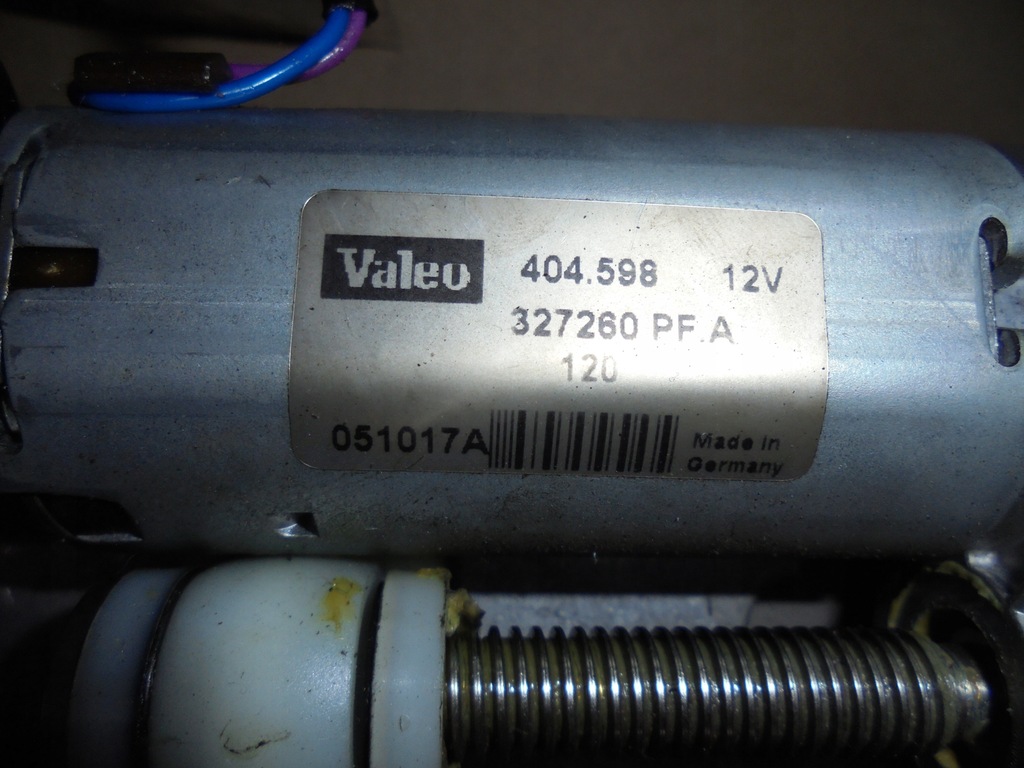 Valeo 404.598 12V
327260 PF.A
120
051017A Made in
Germany